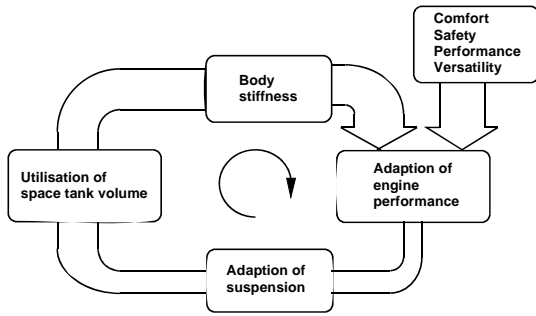 Comfort
Safety
Performance
Versatility
Body
stiffness
Utilisation of
space tank volume
Adaption of
engine
performance
Adaption of
suspension